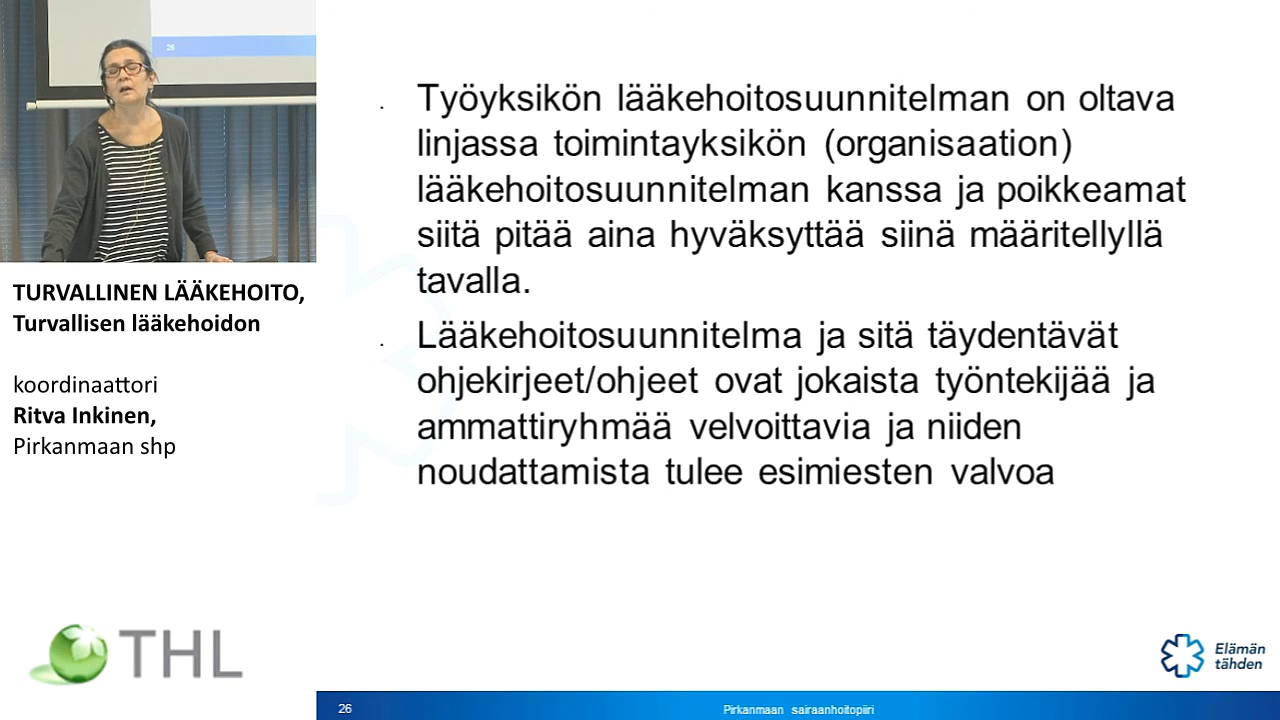 26
TURVALLINEN LÄÄKEHOITO,
Turvallisen lääkehoidon
koordinaattori
Ritva Inkinen,
Pirkanmaan shp
THL
Työyksikön lääkehoitosuunnitelman on oltava
linjassa toimintayksikön (organisaation)
lääkehoitosuunnitelman kanssa ja poikkeamat
siitä pitää aina hyväksyttää siinä määritellyllä
tavalla.
Lääkehoitosuunnitelma ja sitä täydentävät
ohjekirjeet/ohjeet ovat jokaista työntekijää ja
ammattiryhmää velvoittavia ja niiden
noudattamista tulee esimiesten valvoa
Elämän
tähden
26
Pirkanmaan sairaanhoitopiiri